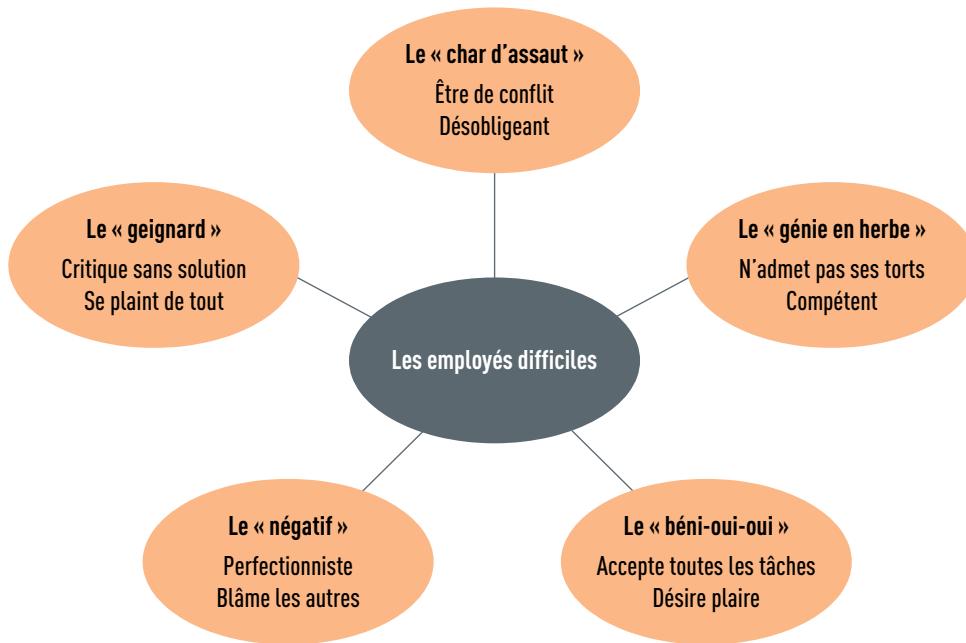 Le « char d’assaut »
Être de conflit
Désobligeant
Le « geignard »
Critique sans solution
Se plaint de tout
Le « génie en herbe »
N’admet pas ses torts
Compétent
Les employés difficiles
Le « négatif »
Perfectionniste
Blâme les autres
Le « béni-oui-oui »
Accepte toutes les tâches
Désire plaire